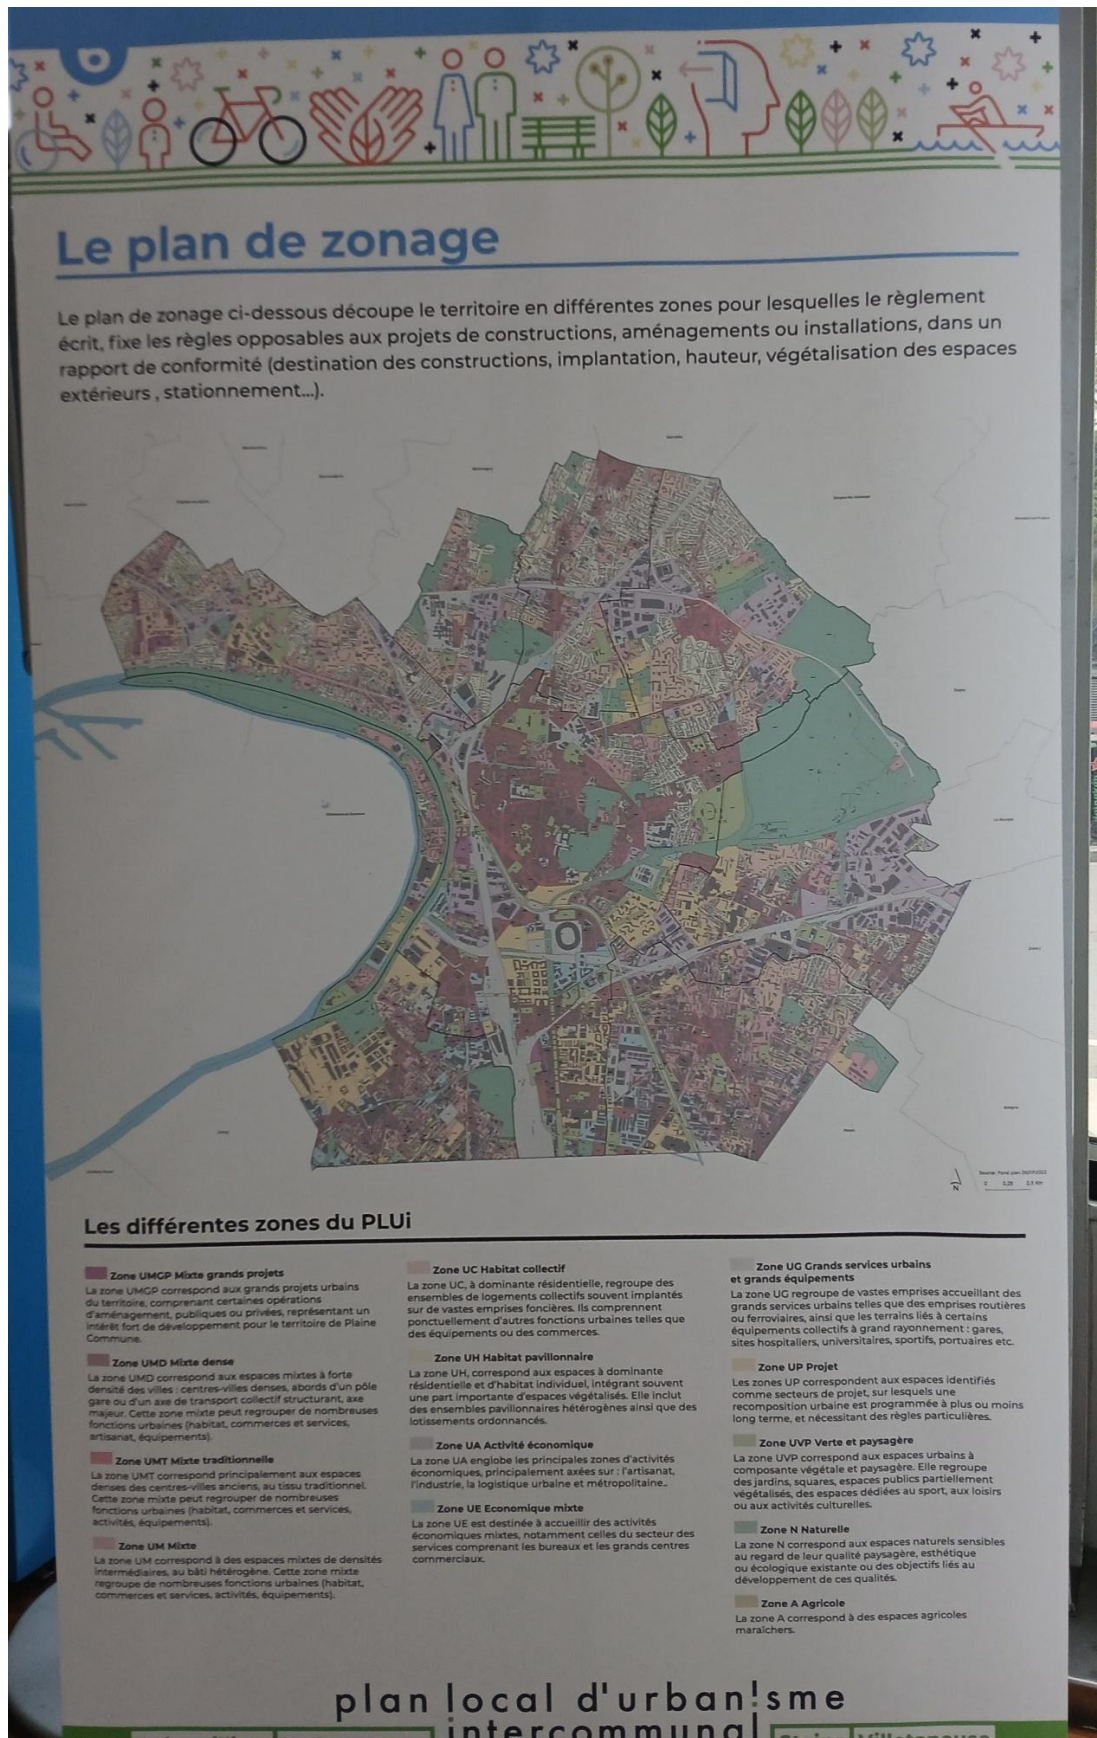 Le plan de zonage
Le plan de zonage ci-dessous découpe le territoire en différentes zones pour lesquelles le règlement
écrit, fixe les règles opposables aux projets de constructions, aménagements ou installations, dans un
rapport de conformité (destination des constructions, implantation, hauteur, végétalisation des espaces
extérieurs , stationnement...).
N
Les différentes zones du PLUi
Zone UMGP Mixte grands projets
La zone UMGP correspond aux grands projets urbains
du territoire, comprenant certaines opérations
d'aménagement, publiques ou privées, représentant un
intérêt fort de développement pour le territoire de Plaine
Commune.
Zone UMD Mixte dense
La zone UMD correspond aux espaces mixtes à forte
densité des villes : centres-villes denses, abords d'un pôle
gare ou d'un axe de transport collectif structurant, axe
majeur. Cette zone mixte peut regrouper de nombreuses
fonctions urbaines (habitat, commerces et services,
artisanat, équipements).
Zone UMT Mixte traditionnelle
La zone UMT correspond principalement aux espaces
denses des centres-villes anciens, au tissu traditionnel.
Cette zone mixte peut regrouper de nombreuses
fonctions urbaines (habitat, commerces et services,
activités, équipements).
Zone UM Mixte
La zone UM correspond à des espaces mixtes de densités
intermédiaires, au bâti hétérogène. Cette zone mixte
regroupe de nombreuses fonctions urbaines (habitat,
commerces et services, activités, équipements).
Zone UC Habitat collectif
La zone UC, à dominante résidentielle, regroupe des
ensembles de logements collectifs souvent implantés
sur de vastes emprises foncières. Ils comprennent
ponctuellement d'autres fonctions urbaines telles que
des équipements ou des commerces.
Zone UH Habitat pavillonnaire
La zone UH, correspond aux espaces à dominante
résidentielle et d'habitat individuel, intégrant souvent
une part importante d'espaces végétalisés. Elle inclut
des ensembles pavillonnaires hétérogènes ainsi que des
lotissements ordonnancés.
Zone UA Activité économique
La zone UA englobe les principales zones d'activités
économiques, principalement axées sur : l'artisanat,
l'industrie, la logistique urbaine et métropolitaine..
Zone UE Economique mixte
La zone UE est destinée à accueillir des activités
économiques mixtes, notamment celles du secteur des
services comprenant les bureaux et les grands centres
commerciaux.
Zone UG Grands services urbains
et grands équipements
La zone UG regroupe de vastes emprises accueillant des
grands services urbains telles que des emprises routières
ou ferroviaires, ainsi que les terrains liés à certains
équipements collectifs à grand rayonnement : gares,
sites hospitaliers, universitaires, sportifs, portuaires etc.
Zone UP Projet
Les zones UP correspondent aux espaces identifiés
comme secteurs de projet, sur lesquels une
recomposition urbaine est programmée à plus ou moins
long terme, et nécessitant des règles particulières.
Zone UVP Verte et paysagère
La zone UVP correspond aux espaces urbains à
composante végétale et paysagère. Elle regroupe
des jardins, squares, espaces publics partiellement
végétalisés, des espaces dédiées au sport, aux loisirs
ou aux activités culturelles.
Zone N Naturelle
La zone N correspond aux espaces naturels sensibles
au regard de leur qualité paysagère, esthétique
ou écologique existante ou des objectifs liés au
développement de ces qualités.
Zone A Agricole
La zone A correspond à des espaces agricoles
maraîchers.
plan local d'urban!sme
intercommunal